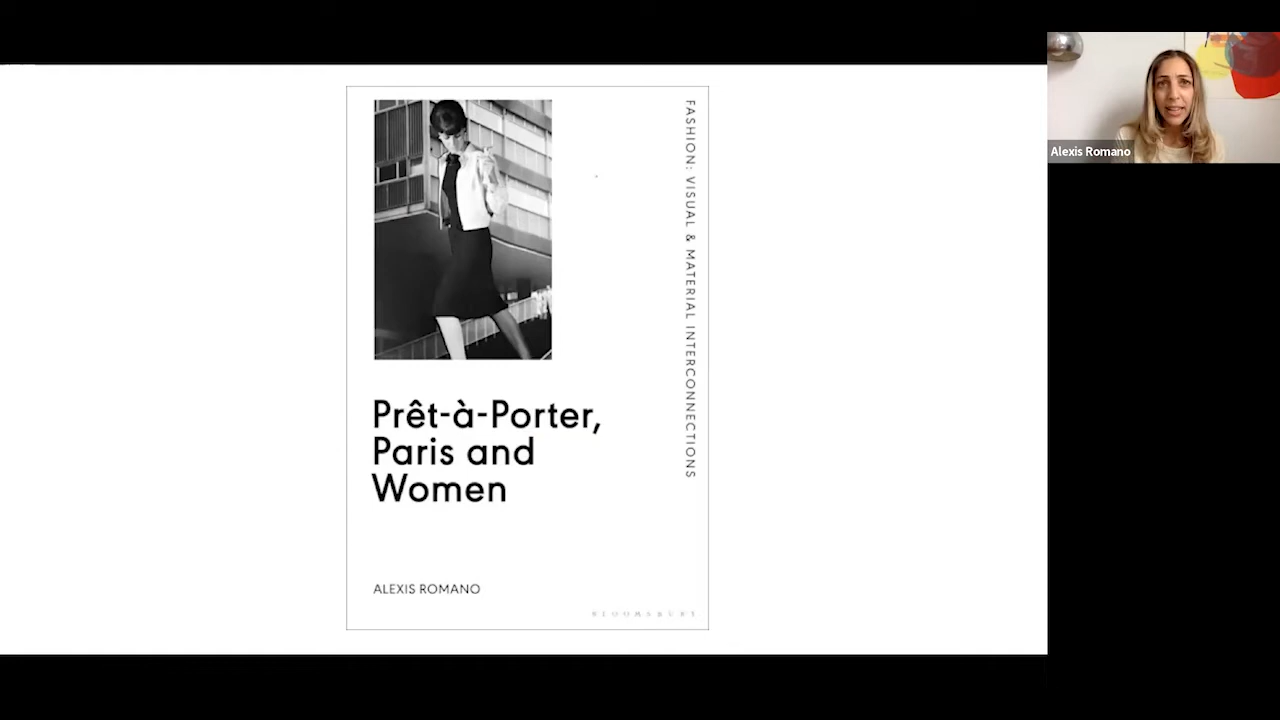 FASHION: VISUAL & MATERIAL INTERCONNECTIONS
Prêt-à-Porter,
Paris and
Women
ALEXIS ROMANO
BLOOMSBURY
Alexis Romano